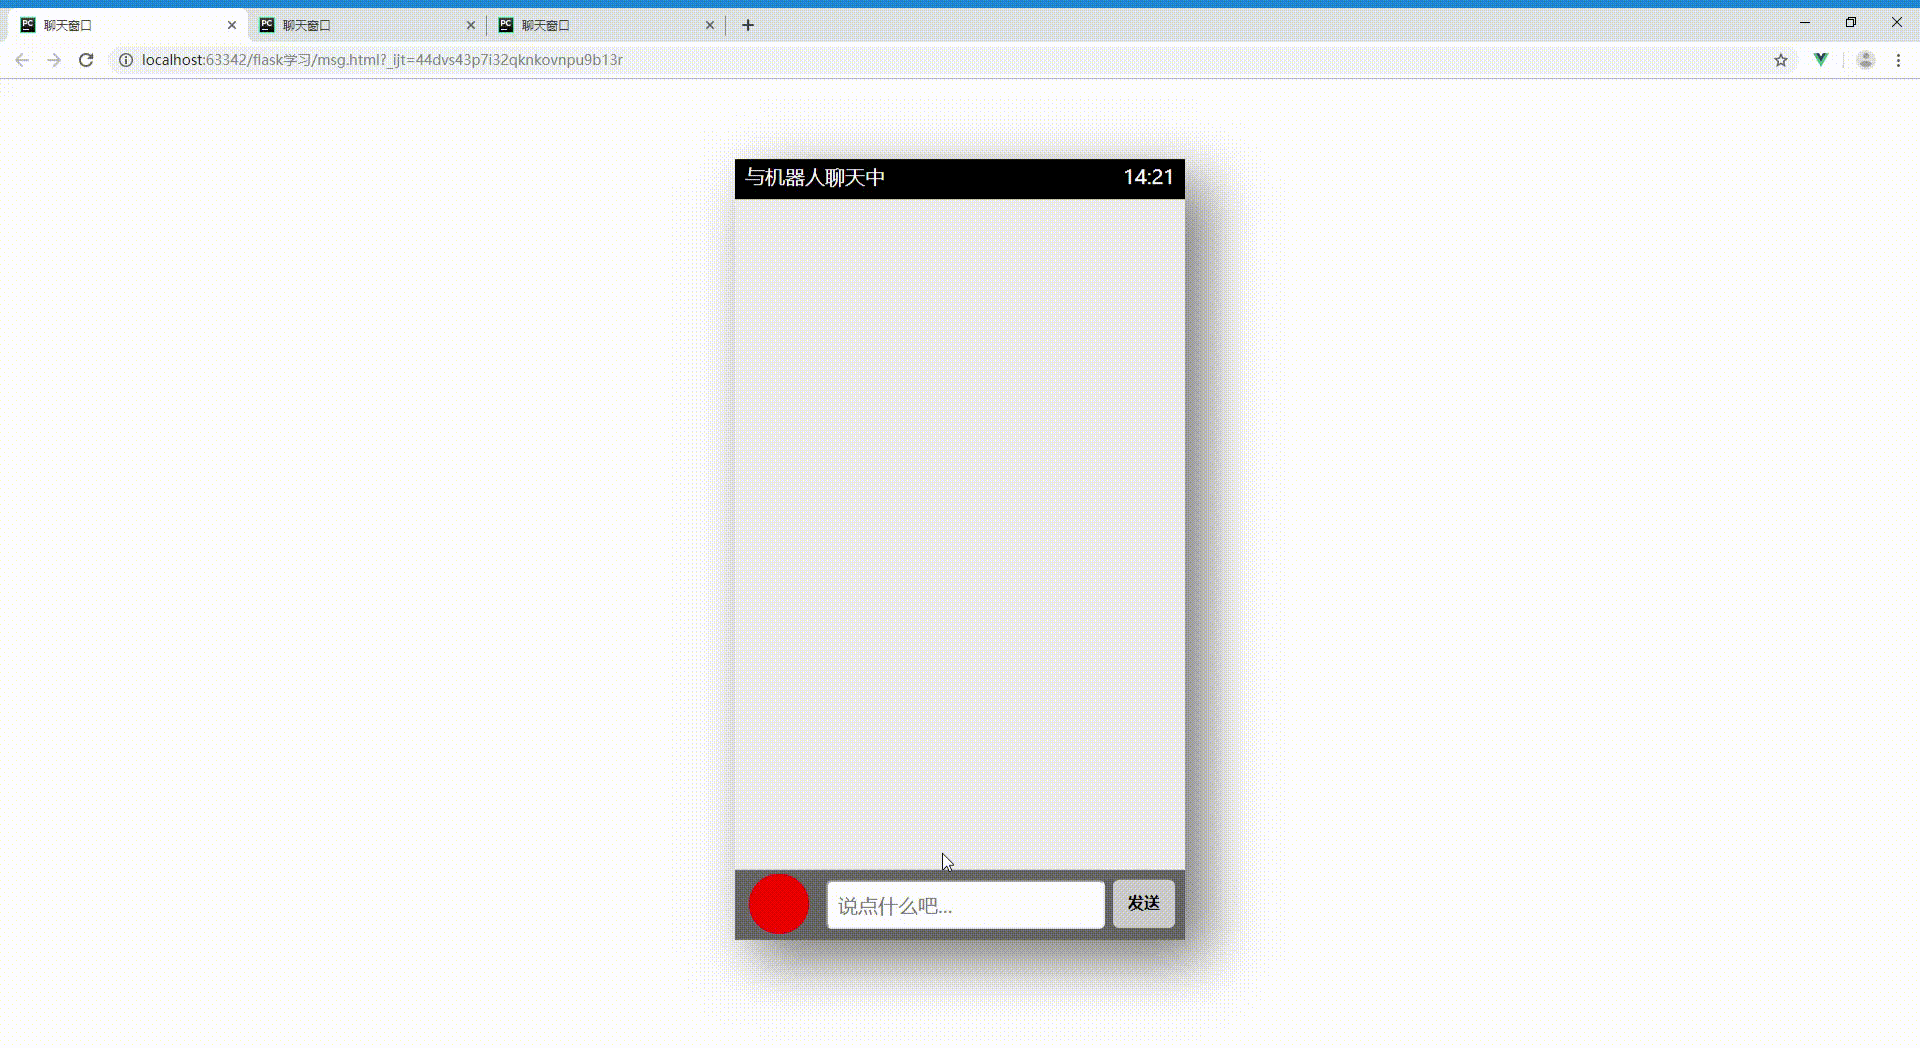 聊天窗口
聊天窗口
聊天窗口
localhost:63342/flask学习/msg.html?_ijt=44dvs43p7i32qknkovnpu9b13r
与机器人聊天中 14:21
说点什么吧...
发送